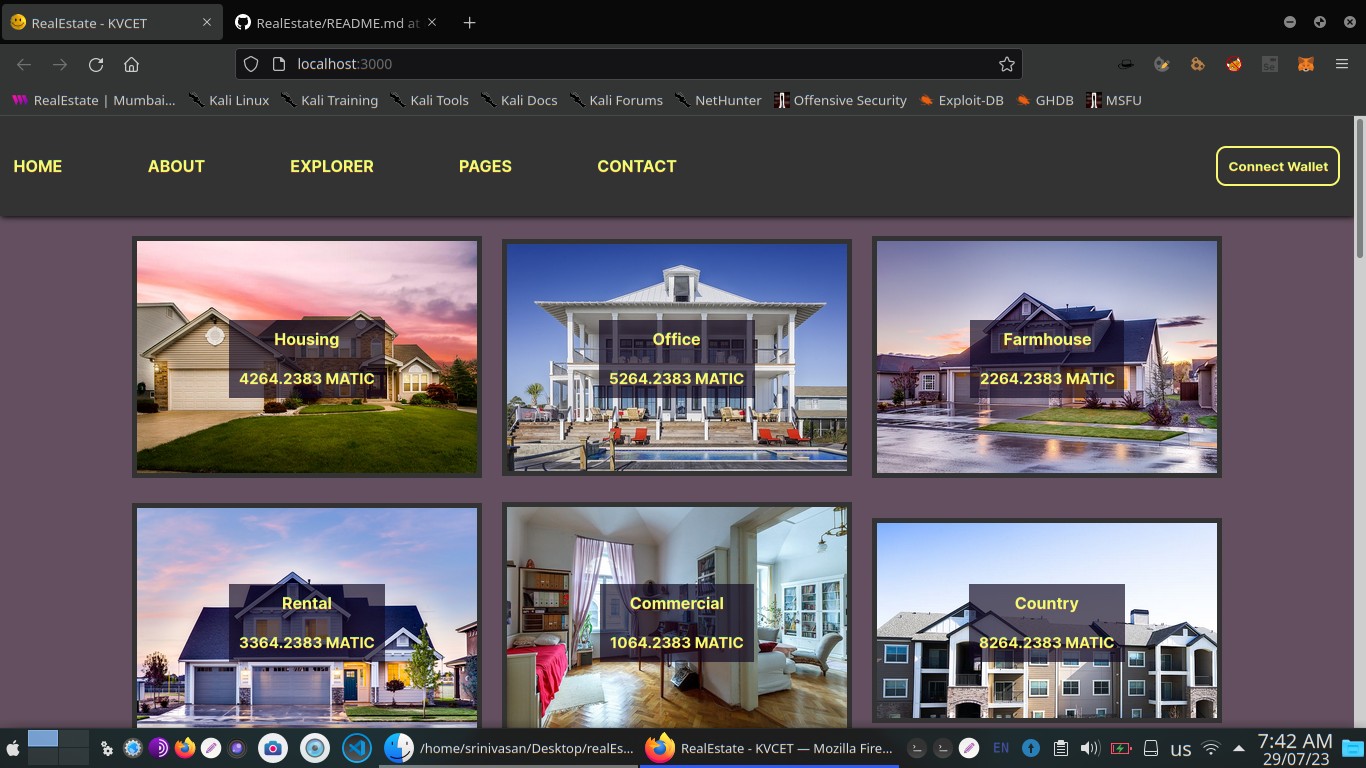 RealEstate - KVCET
RealEstate/README.md at
localhost:3000
RealEstate | Mumbai... Kali Linux Kali Training Kali Tools Kali Docs Kali Forums NetHunter Offensive Security Exploit-DB GHDB MSFU
HOME ABOUT EXPLORER PAGES CONTACT Connect Wallet
Housing
4264.2383 MATIC
Office
5264.2383 MATIC
Farmhouse
2264.2383 MATIC
Rental
3364.2383 MATIC
Commercial
1064.2383 MATIC
Country
8264.2383 MATIC
/home/srinivasan/Desktop/realEs...
RealEstate - KVCET — Mozilla Fire...
EN
us
7:42 AM
29/07/23